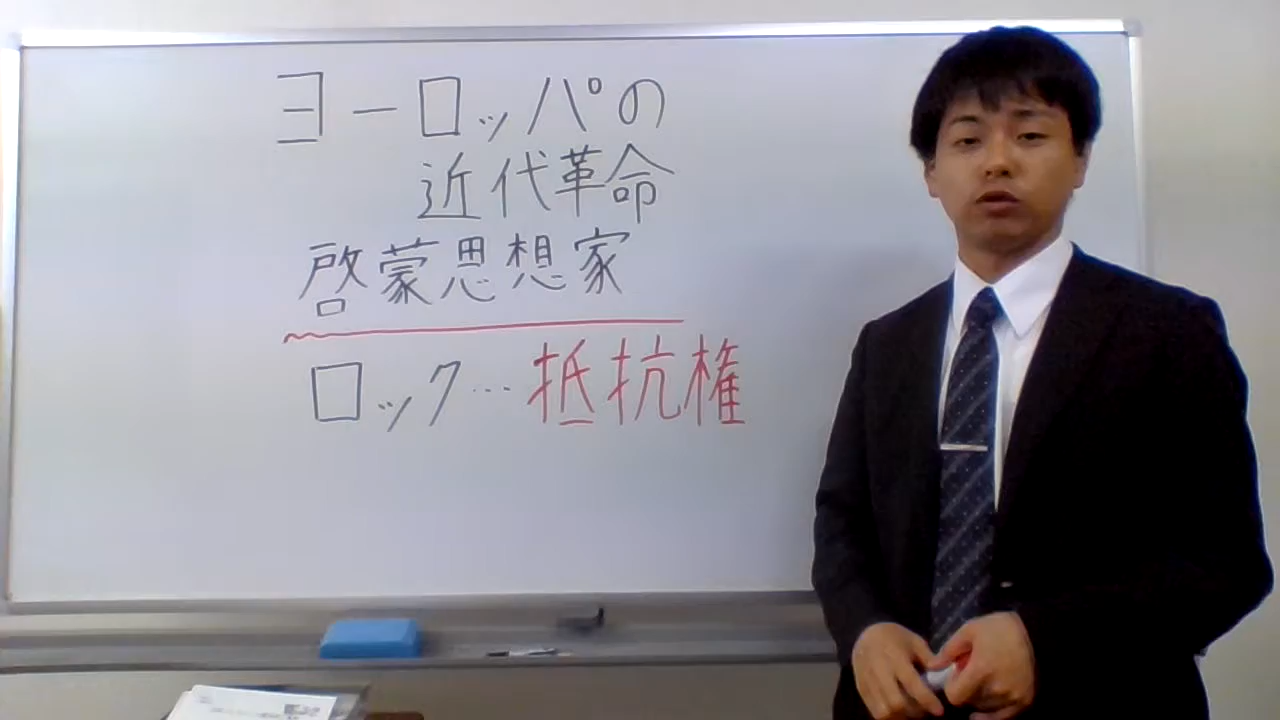 ヨーロッパの
近代革命
啓蒙思想家
ロック…抵抗権